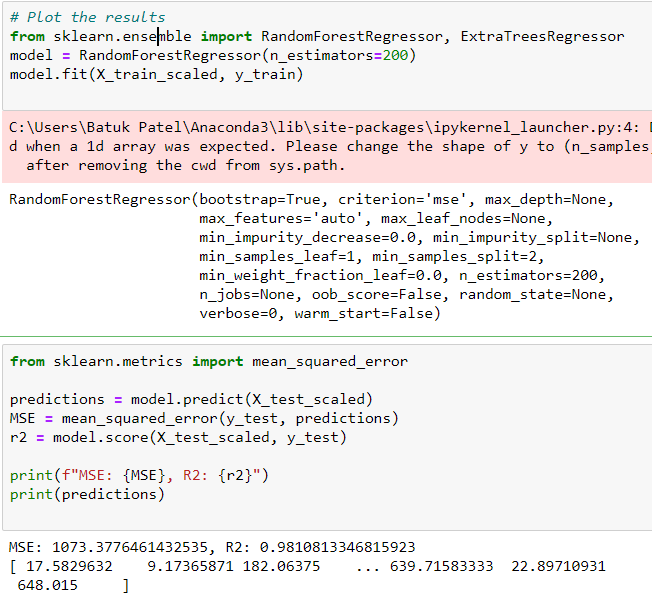 # Plot the results
from sklearn.ensemble import RandomForestRegressor, ExtraTreesRegressor
model = RandomForestRegressor(n_estimators=200)
model.fit(X_train_scaled, y_train)
C:\Users\Batuk Patel\Anaconda3\lib\site-packages\ipykernel_launcher.py:4: D
d when a 1d array was expected. Please change the shape of y to (n_samples,
  after removing the cwd from sys.path.
RandomForestRegressor(bootstrap=True, criterion='mse', max_depth=None,
                      max_features='auto', max_leaf_nodes=None,
                      min_impurity_decrease=0.0, min_impurity_split=None,
                      min_samples_leaf=1, min_samples_split=2,
                      min_weight_fraction_leaf=0.0, n_estimators=200,
                      n_jobs=None, oob_score=False, random_state=None,
                      verbose=0, warm_start=False)
from sklearn.metrics import mean_squared_error
predictions = model.predict(X_test_scaled)
MSE = mean_squared_error(y_test, predictions)
r2 = model.score(X_test_scaled, y_test)
print(f"MSE: {MSE}, R2: {r2}")
print(predictions)
MSE: 1073.3776461432535, R2: 0.9810813346815923
[ 17.5829632    9.17365871 182.06375    ... 639.71583333  22.89710931
 648.015     ]